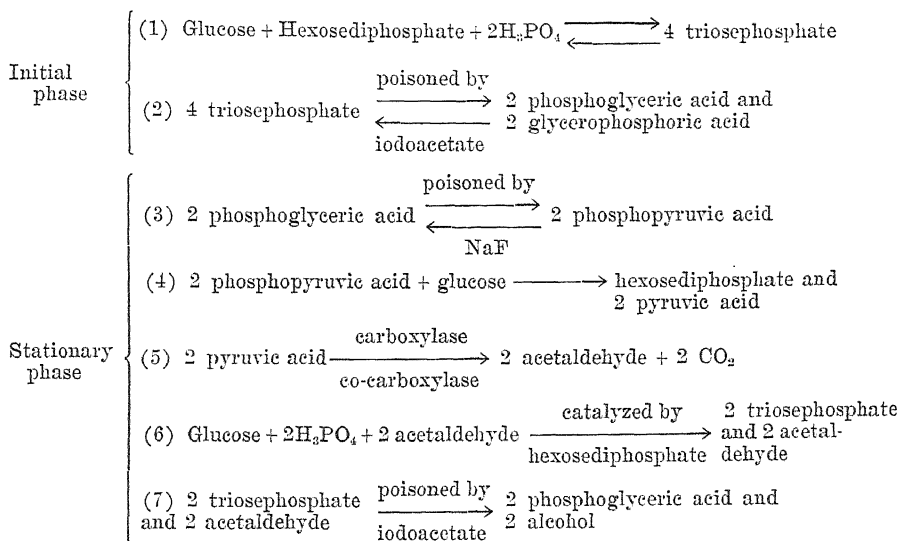 Initial phase
(1) Glucose + Hexosediphosphate + 2H₃PO₄ ⇄ 4 triosephosphate
(2) 4 triosephosphate ⇄ 2 phosphoglyceric acid and
2 glycerophosphoric acid
poisoned by
iodoacetate
Stationary phase
(3) 2 phosphoglyceric acid ⇄ 2 phosphopyruvic acid
poisoned by
NaF
(4) 2 phosphopyruvic acid + glucose ⟶ hexosediphosphate and
2 pyruvic acid
(5) 2 pyruvic acid ⟶ 2 acetaldehyde + 2 CO₂
carboxylase
co-carboxylase
(6) Glucose + 2H₃PO₄ + 2 acetaldehyde ⟶ 2 triosephosphate
and 2 acetal-
dehyde
catalyzed by
hexosediphosphate
(7) 2 triosephosphate
and 2 acetaldehyde
poisoned by
iodoacetate
2 phosphoglyceric acid and
2 alcohol